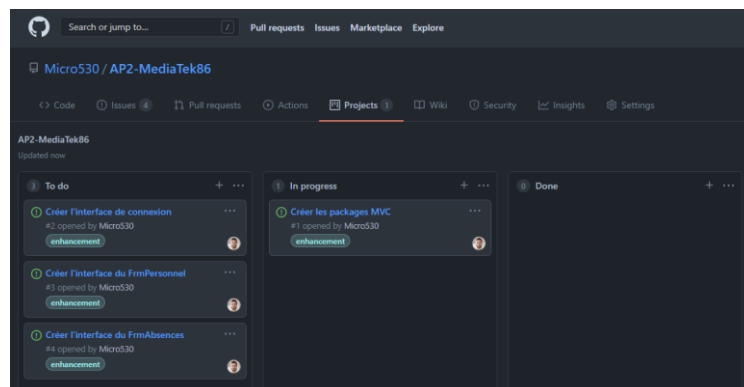 Search or jump to... /
Pull requests Issues Marketplace Explore
Micro530 / AP2-MediaTek86
<> Code Issues 4 Pull requests Actions Projects 1 Wiki Security Insights Settings
AP2-MediaTek86
Updated now
3 To do + ...
Créer l'interface de connexion ...
#2 opened by Micro530
enhancement
Créer l'interface du FrmPersonnel ...
#3 opened by Micro530
enhancement
Créer l'interface du FrmAbsences ...
#4 opened by Micro530
enhancement
1 In progress + ...
Créer les packages MVC ...
#1 opened by Micro530
enhancement
0 Done + ...